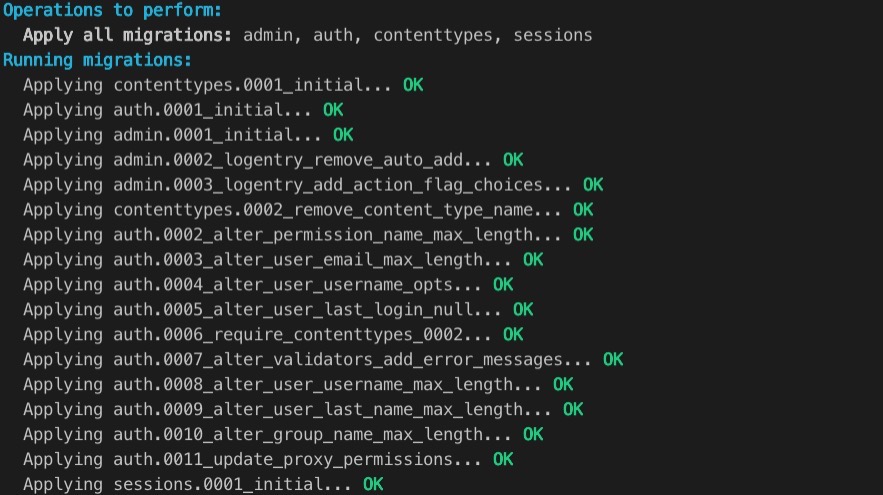 Operations to perform:
Apply all migrations: admin, auth, contenttypes, sessions
Running migrations:
Applying contenttypes.0001_initial... OK
Applying auth.0001_initial... OK
Applying admin.0001_initial... OK
Applying admin.0002_logentry_remove_auto_add... OK
Applying admin.0003_logentry_add_action_flag_choices... OK
Applying contenttypes.0002_remove_content_type_name... OK
Applying auth.0002_alter_permission_name_max_length... OK
Applying auth.0003_alter_user_email_max_length... OK
Applying auth.0004_alter_user_username_opts... OK
Applying auth.0005_alter_user_last_login_null... OK
Applying auth.0006_require_contenttypes_0002... OK
Applying auth.0007_alter_validators_add_error_messages... OK
Applying auth.0008_alter_user_username_max_length... OK
Applying auth.0009_alter_user_last_name_max_length... OK
Applying auth.0010_alter_group_name_max_length... OK
Applying auth.0011_update_proxy_permissions... OK
Applying sessions.0001_initial... OK